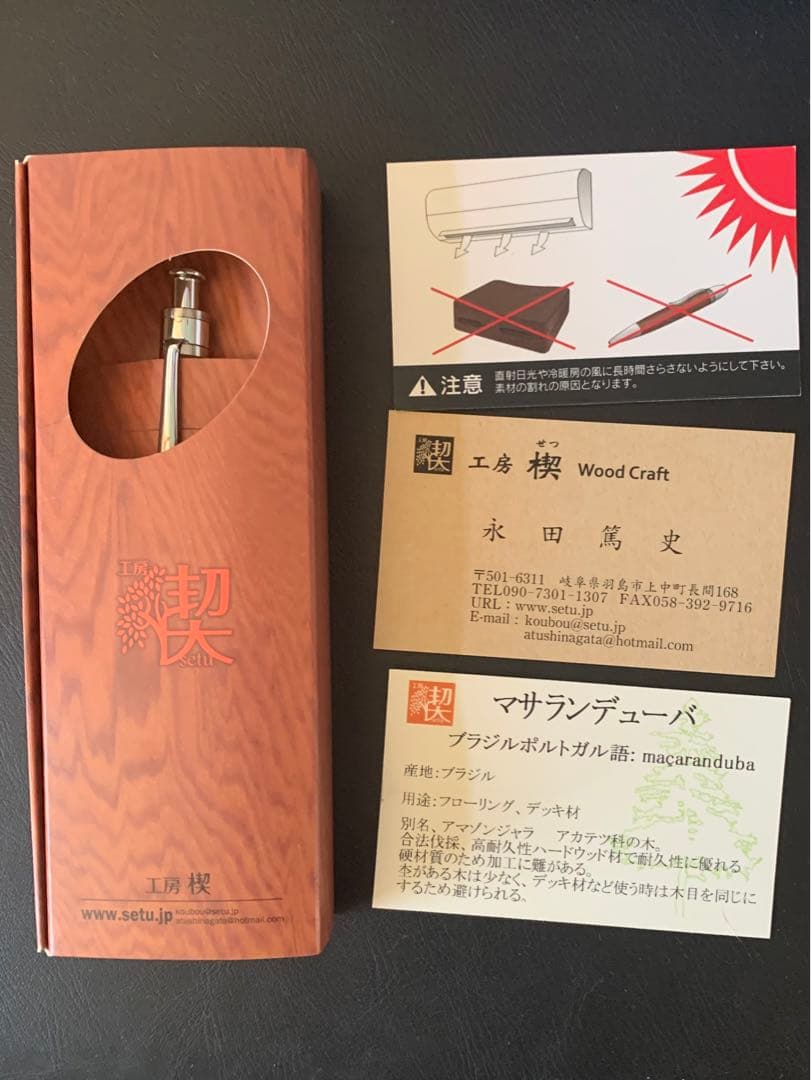 工房
楔
setu
工房 楔
www.setu.jp koubou@setu.jp
atushinagata@hotmail.com
注意 直射日光や冷暖房の風に長時間さらさないようにして下さい。
素材の割れの原因となります。
工房
楔
せつ
工房 楔 Wood Craft
永田篤史
〒501-6311 岐阜県羽島市上中町長間168
TEL090-7301-1307 FAX058-392-9716
URL : www.setu.jp
E-mail : koubou@setu.jp
atushinagata@hotmail.com
工房
楔
マサランデューバ
ブラジルポルトガル語: maçaranduba
産地:ブラジル
用途:フローリング、デッキ材
別名、アマゾンジャラ アカテツ科の木。
合法伐採、高耐久性ハードウッド材で耐久性に優れる
硬材質のため加工に難がある。
杢がある木は少なく、デッキ材など使う時は木目を同じに
するため避けられる。